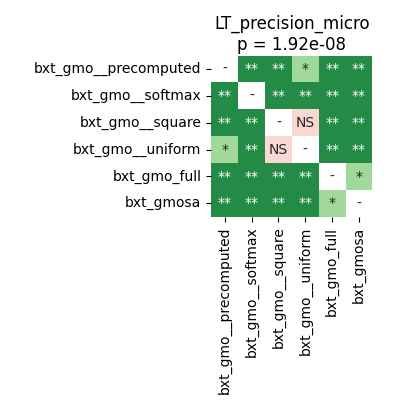 LT_precision_micro
p = 1.92e-08
bxt_gmo__precomputed - ** ** * ** **
bxt_gmo__softmax ** - ** ** ** **
bxt_gmo__square ** ** - NS ** **
bxt_gmo__uniform * ** NS - ** **
bxt_gmo_full ** ** ** ** - *
bxt_gmosa ** ** ** ** * -
bxt_gmo__precomputed
bxt_gmo__softmax
bxt_gmo__square
bxt_gmo__uniform
bxt_gmo_full
bxt_gmosa